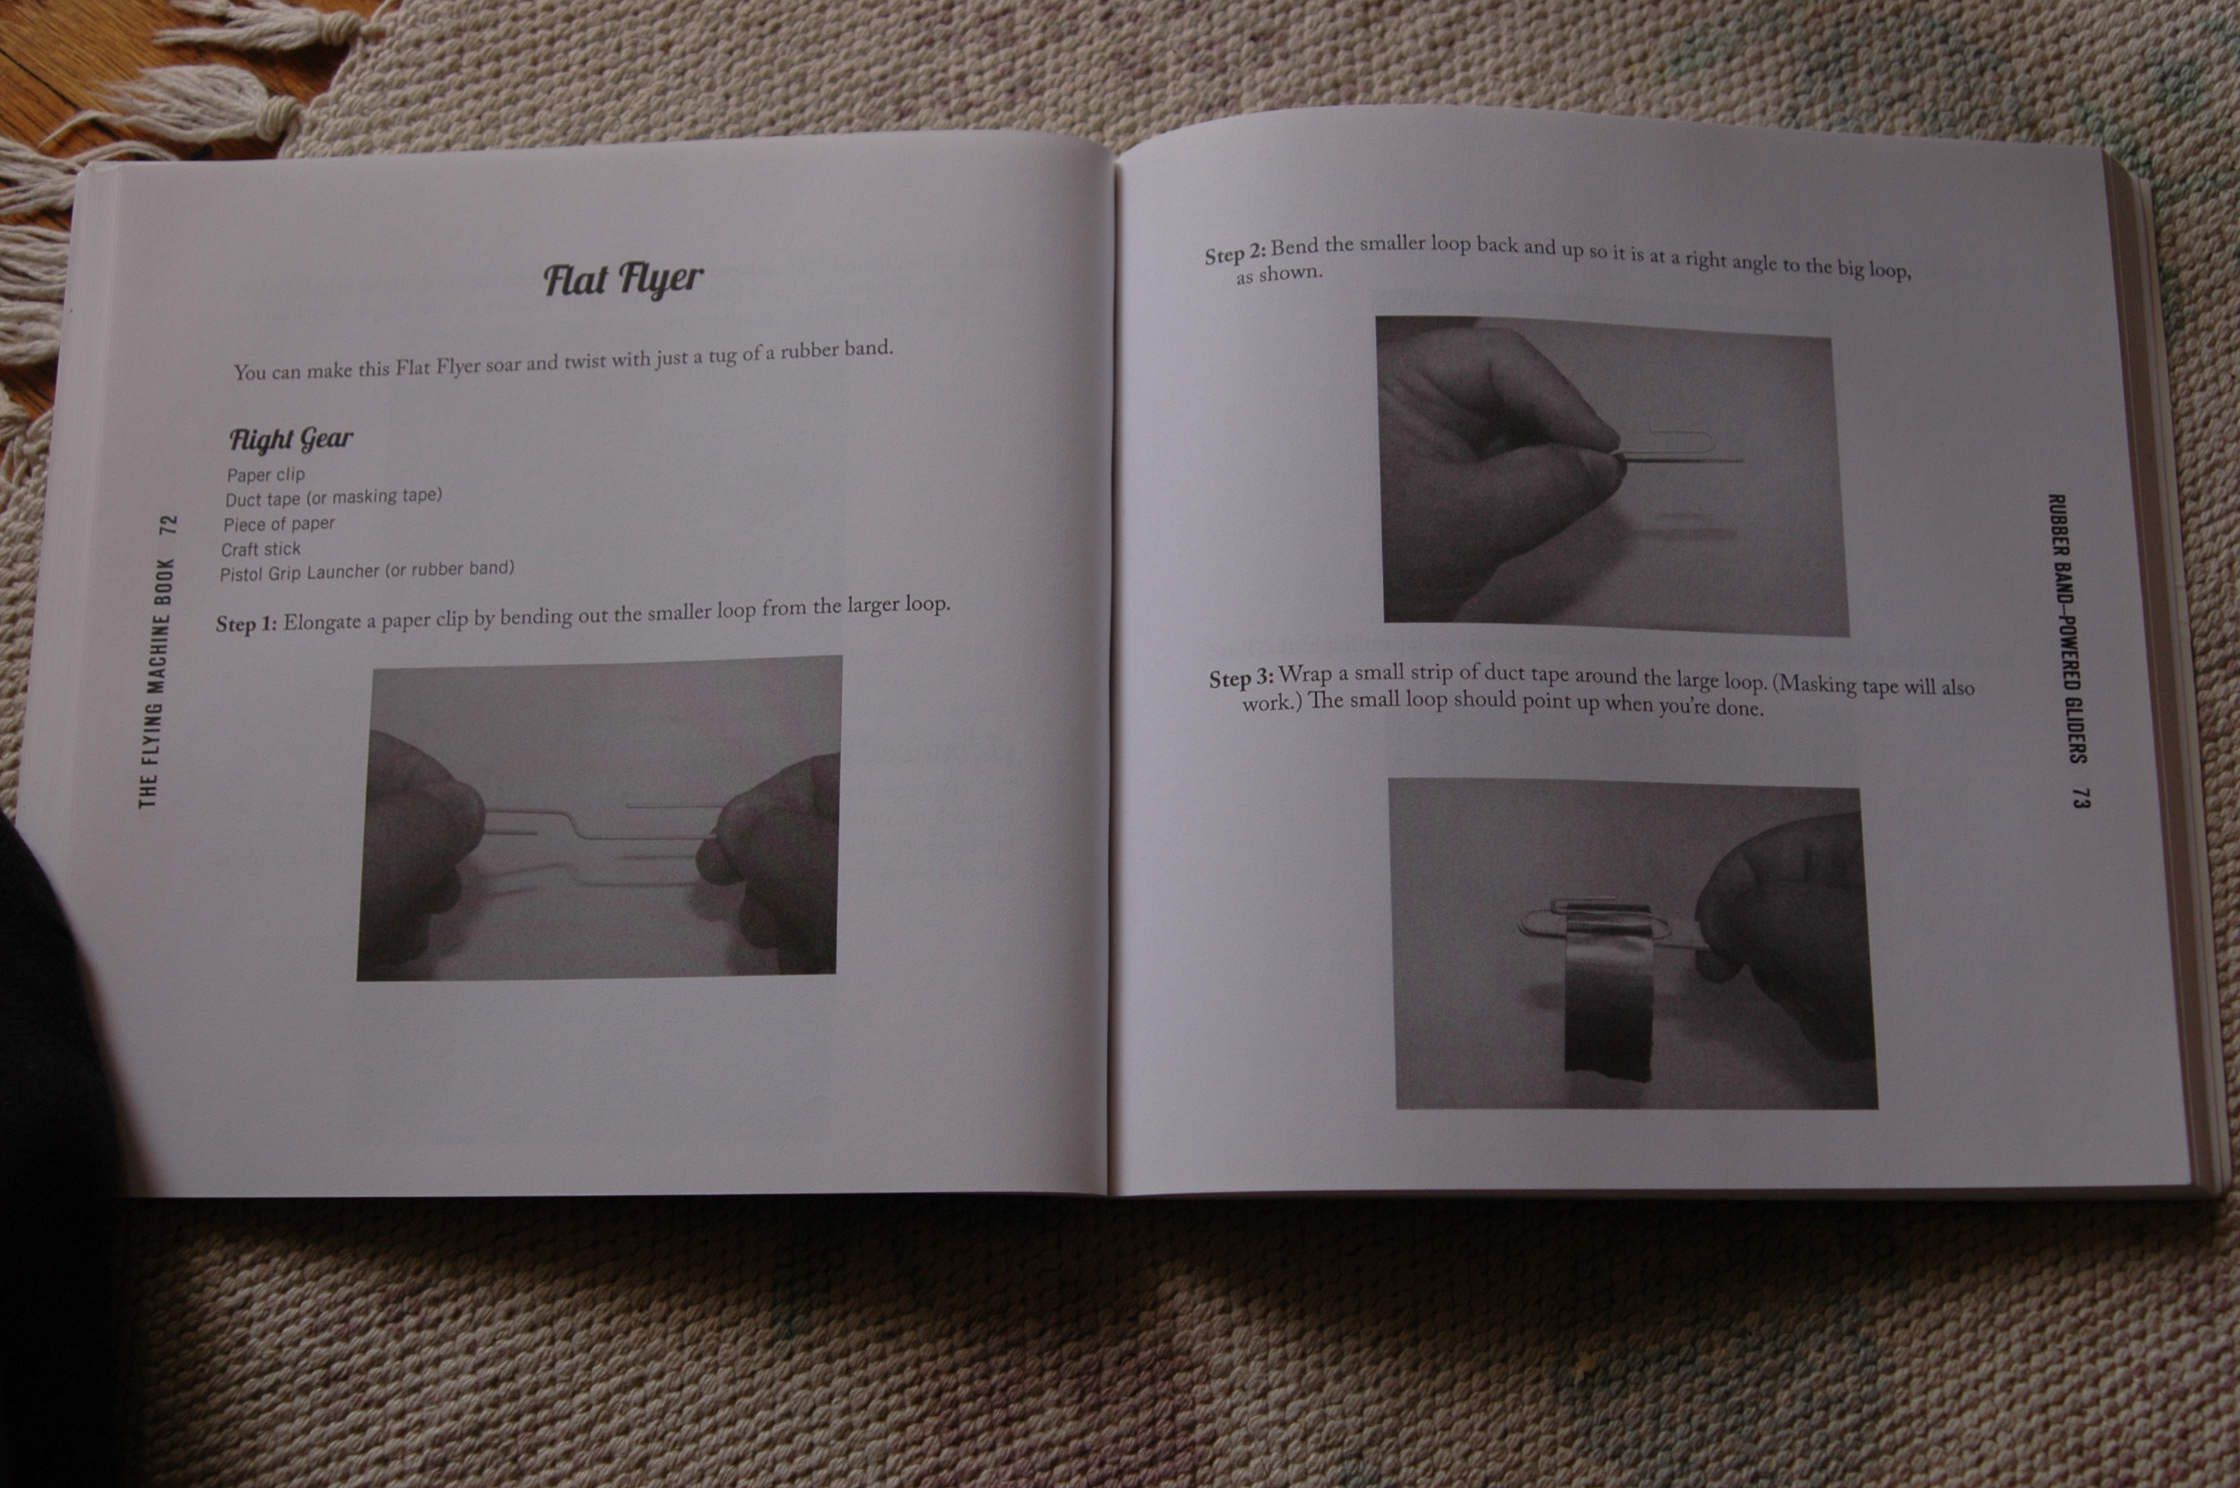 Flat Flyer
You can make this Flat Flyer soar and twist with just a tug of a rubber band.
Flight Gear
Paper clip
Duct tape (or masking tape)
Piece of paper
Craft stick
Pistol Grip Launcher (or rubber band)
Step 1: Elongate a paper clip by bending out the smaller loop from the larger loop.
THE FLYING MACHINE BOOK 72
Step 2: Bend the smaller loop back and up so it is at a right angle to the big loop,
as shown.
Step 3: Wrap a small strip of duct tape around the large loop. (Masking tape will also
work.) The small loop should point up when you're done.
RUBBER BAND–POWERED GLIDERS 73